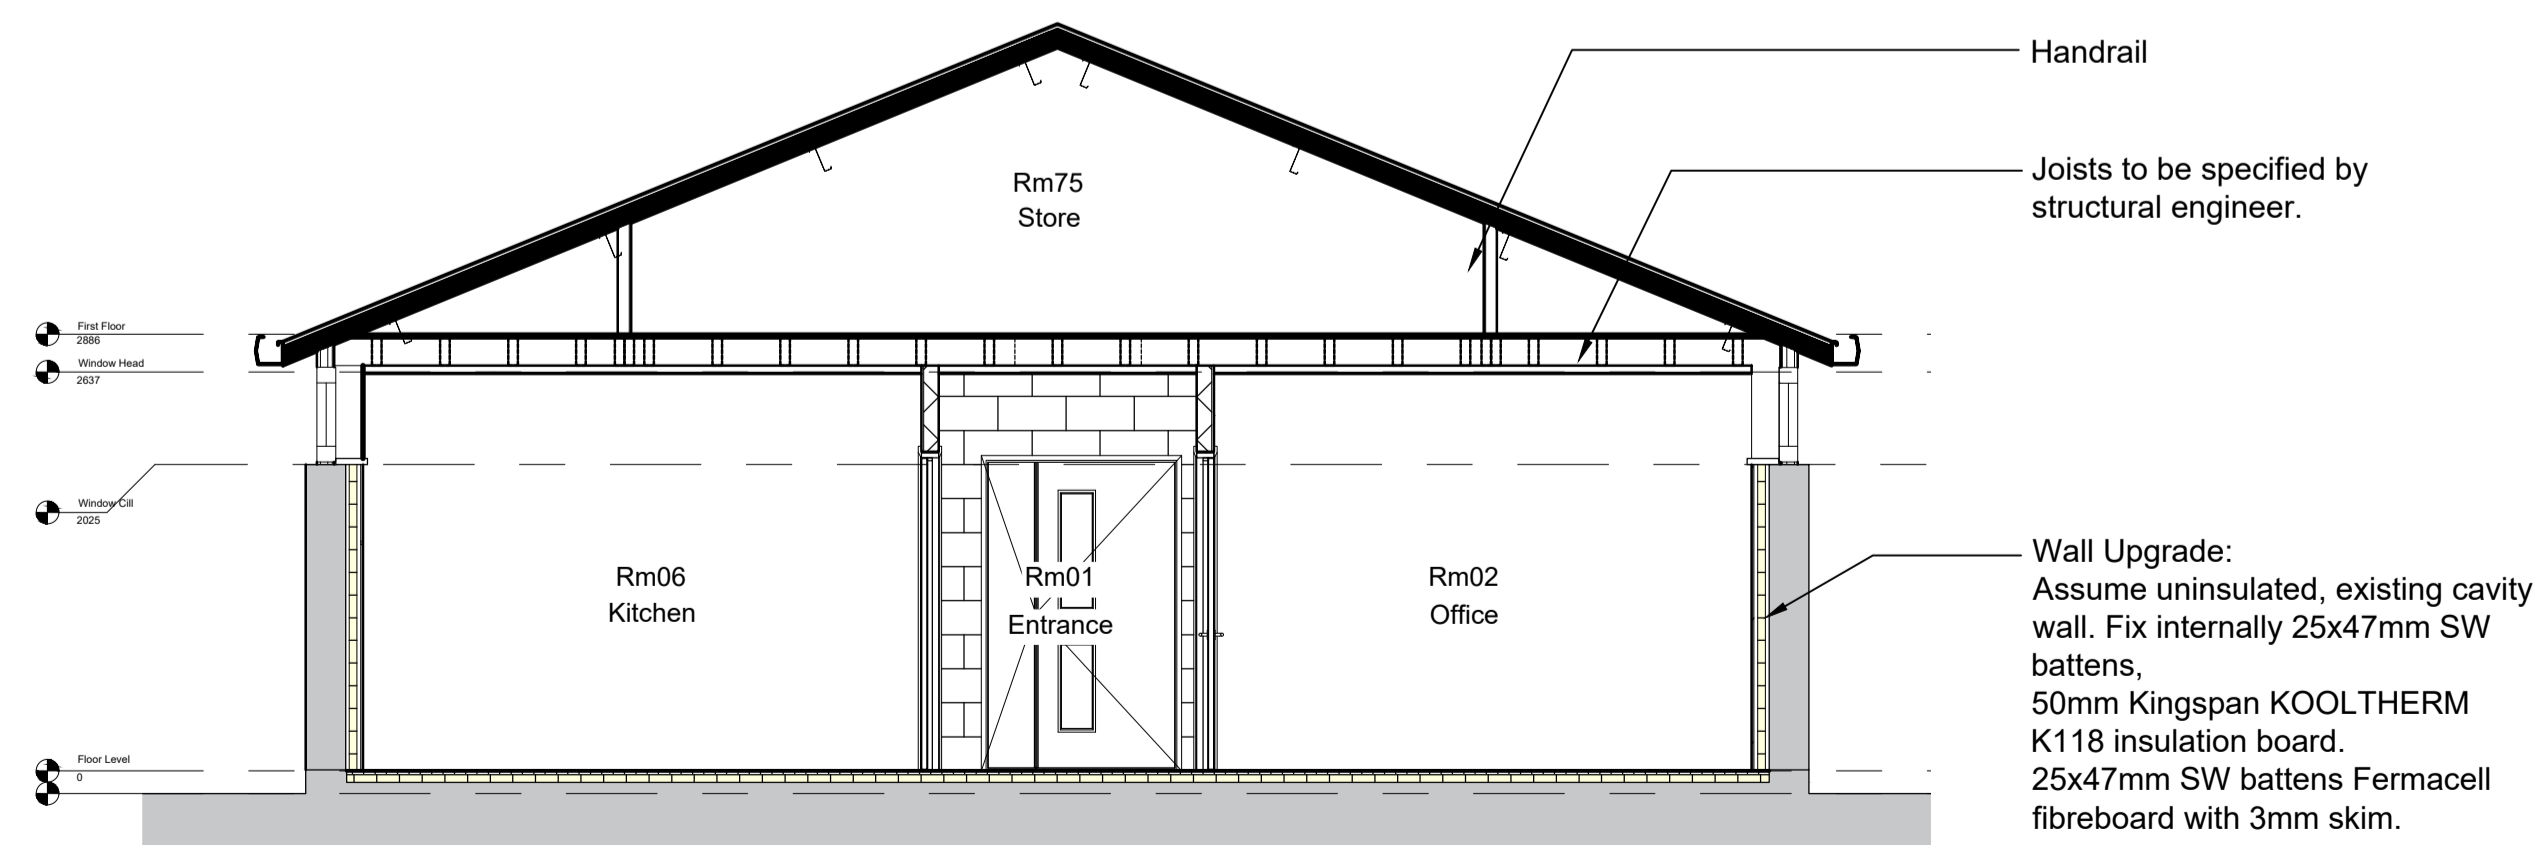 Handrail
Joists to be specified by
structural engineer.
Rm75
Store
First Floor
2886
Window Head
2637
Window Cill
2025
Rm06
Kitchen
Rm01
Entrance
Rm02
Office
Wall Upgrade:
Assume uninsulated, existing cavity
wall. Fix internally 25x47mm SW
battens,
50mm Kingspan KOOLTHERM
K118 insulation board.
25x47mm SW battens Fermacell
fibreboard with 3mm skim.
Floor Level
0